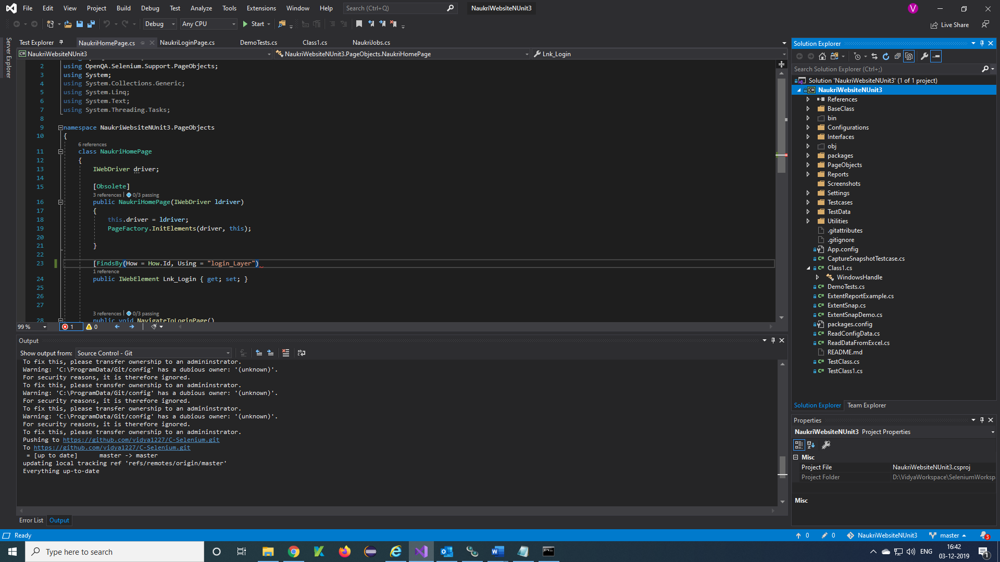 File Edit View Project Build Debug Test Analyze Tools Extensions Window Help Search (Ctrl+Q) NaukriWebsiteNUnit3 V
Debug Any CPU Start Live Share
Server Explorer
Test Explorer NaukriHomePage.cs NaukriLoginPage.cs DemoTests.cs Class1.cs NaukriJobs.cs
NaukriWebsiteNUnit3 NaukriWebsiteNUnit3.PageObjects.NaukriHomePage Lnk_Login
2 using OpenQA.Selenium.Support.PageObjects;
3 using System;
4 using System.Collections.Generic;
5 using System.Linq;
6 using System.Text;
7 using System.Threading.Tasks;
8
9 namespace NaukriWebsiteNUnit3.PageObjects
10 {
6 references
11 class NaukriHomePage
12 {
13 IWebDriver driver;
14
15 [Obsolete]
3 references | 0/3 passing
16 public NaukriHomePage(IWebDriver ldriver)
17 {
18 this.driver = ldriver;
19 PageFactory.InitElements(driver, this);
20
21 }
22
23 [FindsBy(How = How.Id, Using = "login_Layer")
1 reference
24 public IWebElement Lnk_Login { get; set; }
25
26
27
3 references | 0/3 passing
28 public void NavigateToLoginPage()
99 % 1 0
Output
Show output from: Source Control - Git
To fix this, please transfer ownership to an admininstrator.
Warning: 'C:\ProgramData/Git/config' has a dubious owner: '(unknown)'.
For security reasons, it is therefore ignored.
To fix this, please transfer ownership to an admininstrator.
Warning: 'C:\ProgramData/Git/config' has a dubious owner: '(unknown)'.
For security reasons, it is therefore ignored.
To fix this, please transfer ownership to an admininstrator.
Warning: 'C:\ProgramData/Git/config' has a dubious owner: '(unknown)'.
For security reasons, it is therefore ignored.
To fix this, please transfer ownership to an admininstrator.
Pushing to https://github.com/vidya1227/C-Selenium.git
To https://github.com/vidya1227/C-Selenium.git
= [up to date] master -> master
updating local tracking ref 'refs/remotes/origin/master'
Everything up-to-date
Error List Output
Solution Explorer
Search Solution Explorer (Ctrl+;)
Solution 'NaukriWebsiteNUnit3' (1 of 1 project)
NaukriWebsiteNUnit3
References
BaseClass
bin
Configurations
Interfaces
obj
packages
PageObjects
Reports
Screenshots
Settings
Testcases
TestData
Utilities
.gitattributes
.gitignore
App.config
CaptureSnapshotTestcase.cs
Class1.cs
WindowsHandle
DemoTests.cs
ExtentReportExample.cs
ExtentSnap.cs
ExtentSnapDemo.cs
packages.config
ReadConfigData.cs
ReadDataFromExcel.cs
README.md
TestClass.cs
TestClass1.cs
Solution Explorer Team Explorer
Properties
NaukriWebsiteNUnit3 Project Properties
Misc
Project File NaukriWebsiteNUnit3.csproj
Project Folder D:\VidyaWorkspace\SeleniumWorksp
Misc
Ready 0 0 NaukriWebsiteNUnit3 master 3
Type here to search ENG 16:42
03-12-2019 1